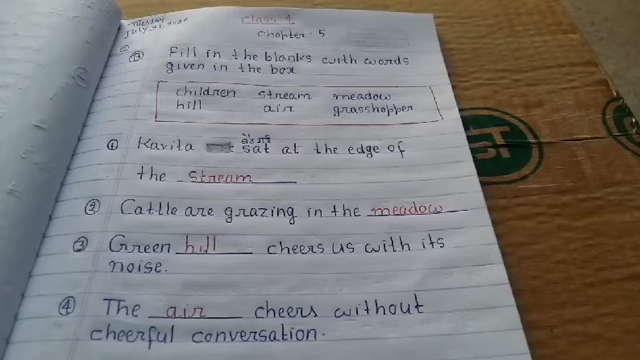 Tuesday
Class-4
July, 21, 2020
Chapter-5
B Fill in the blanks with words
given in the box
children stream meadow
hill air grasshopper
① Kavita sat at the edge of
the stream
② Cattle are grazing in the meadow
③ Green hill cheers us with its
noise.
④ The air cheers without
cheerful conversation.